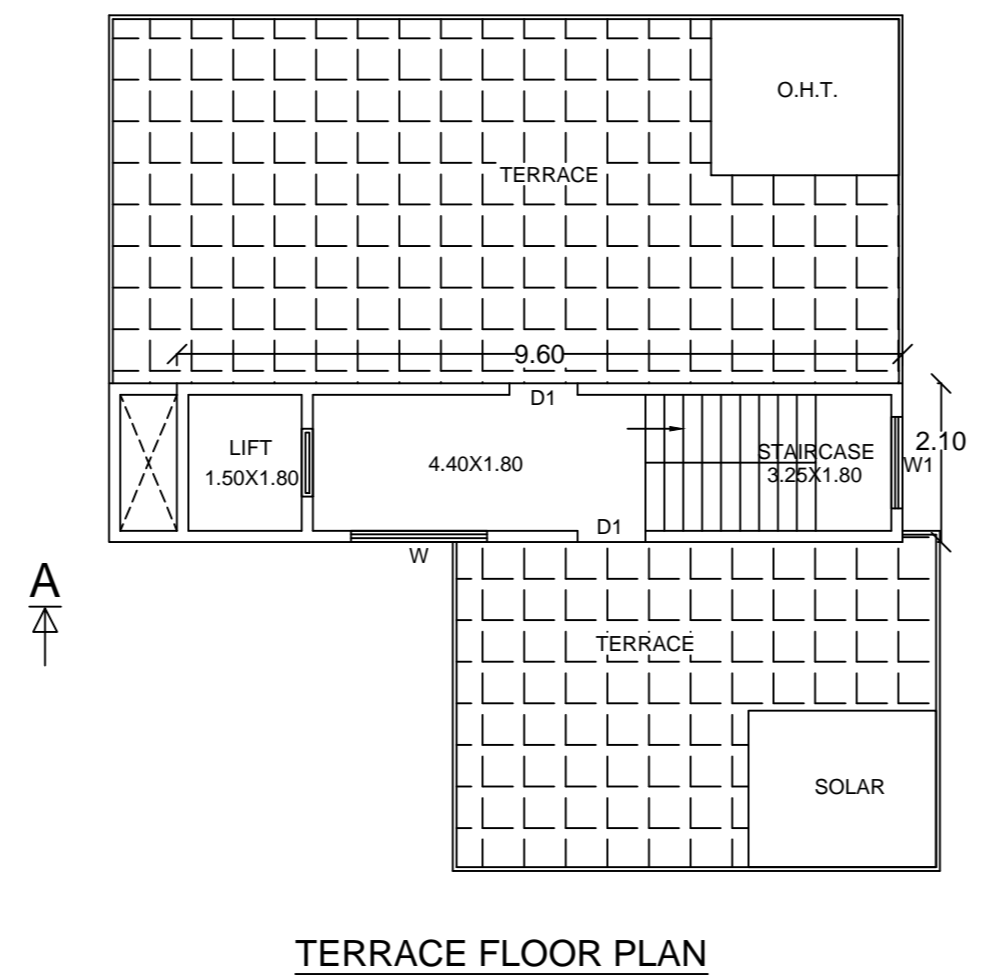 O.H.T.
TERRACE
9.60
D1
2.10
LIFT
1.50X1.80
4.40X1.80
STAIRCASE
3.25X1.80
W1
D1
W
A
TERRACE
SOLAR
TERRACE FLOOR PLAN